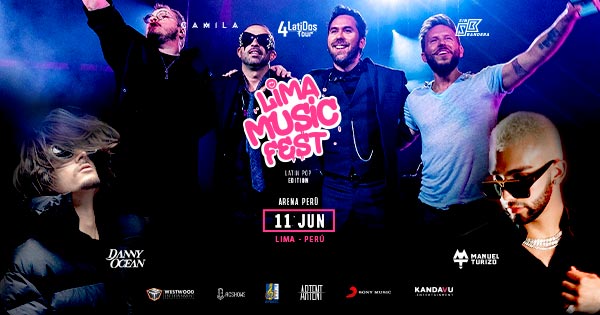 CAMILA
4 LATIDOS
TOUR
SIN
BANDERA
LIMA
MUSIC
FEST
LATIN POP
EDITION
ARENA PERÚ
11 JUN
LIMA - PERÚ
DANNY
OCEAN
MANUEL
TURIZO
WESTWOOD
ENTERTAINMENT
ARTENT
SONY MUSIC
KANDAVU
ENTERTAINMENT